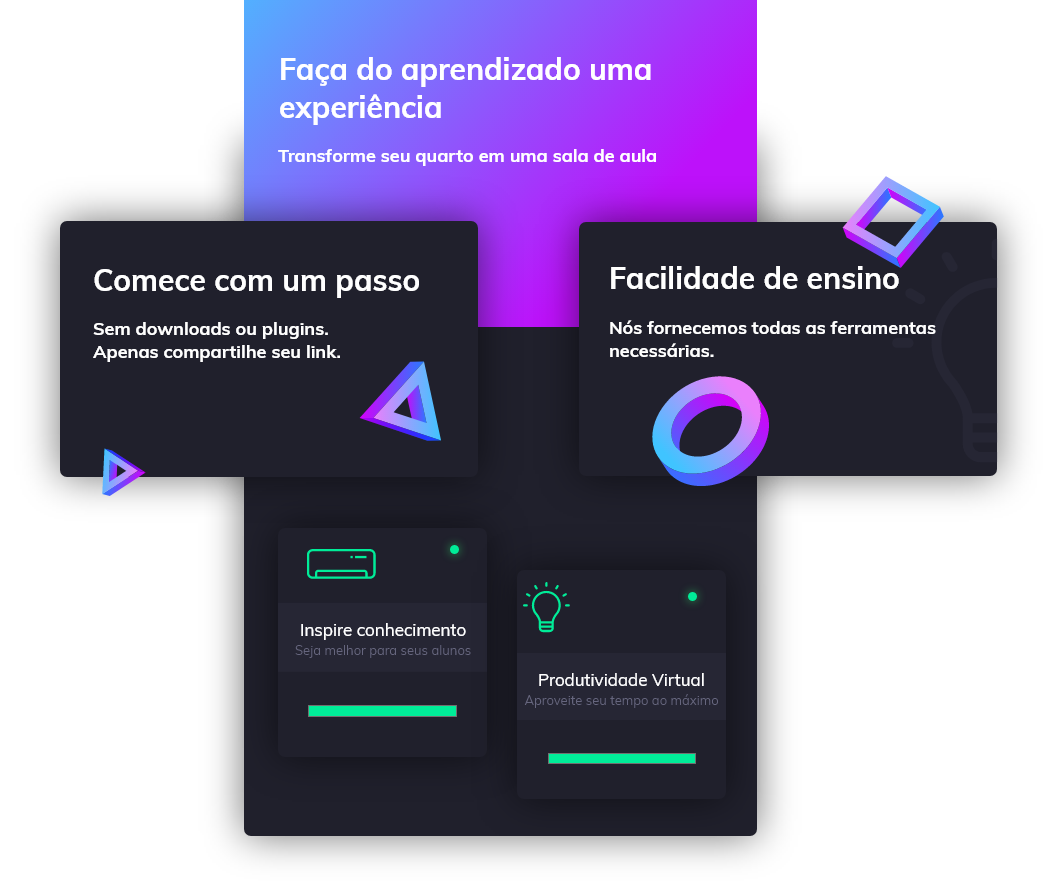 Faça do aprendizado uma
experiência
Transforme seu quarto em uma sala de aula
Comece com um passo
Sem downloads ou plugins.
Apenas compartilhe seu link.
Facilidade de ensino
Nós fornecemos todas as ferramentas
necessárias.
Inspire conhecimento
Seja melhor para seus alunos
Produtividade Virtual
Aproveite seu tempo ao máximo